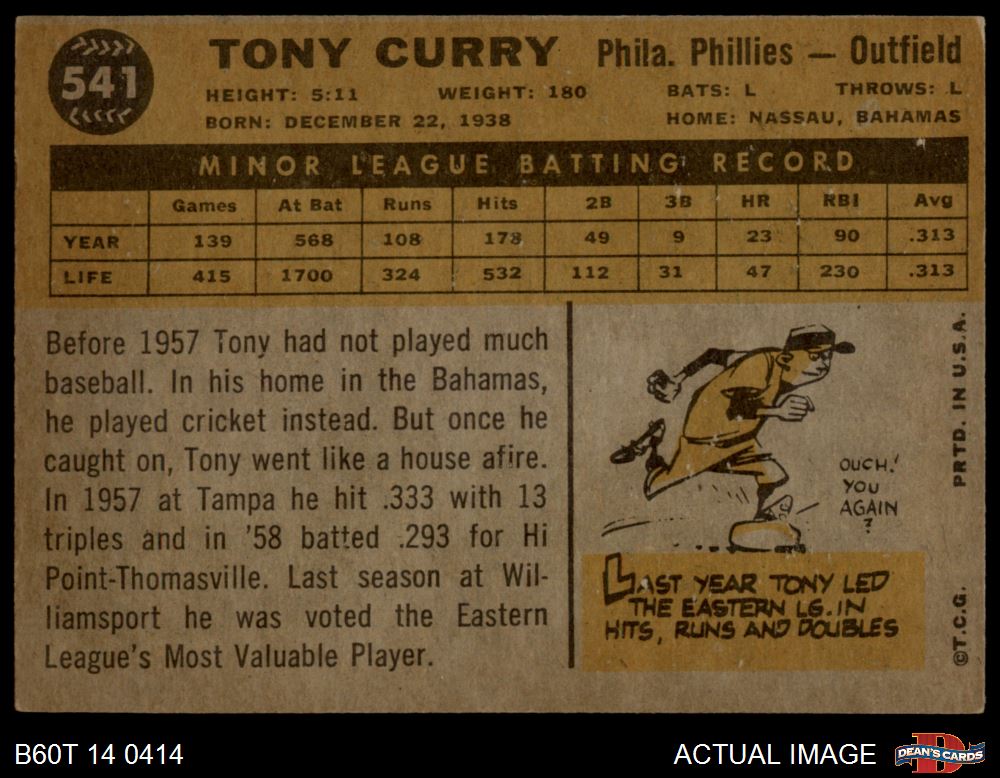 541
TONY CURRY Phila. Phillies — Outfield
HEIGHT: 5:11 WEIGHT: 180 BATS: L THROWS: L
BORN: DECEMBER 22, 1938 HOME: NASSAU, BAHAMAS
MINOR LEAGUE BATTING RECORD
Games At Bat Runs Hits 2B 3B HR RBI Avg
YEAR 139 568 108 178 49 9 23 90 .313
LIFE 415 1700 324 532 112 31 47 230 .313
Before 1957 Tony had not played much
baseball. In his home in the Bahamas,
he played cricket instead. But once he
caught on, Tony went like a house afire.
In 1957 at Tampa he hit .333 with 13
triples and in '58 batted .293 for Hi
Point-Thomasville. Last season at Wil-
liamsport he was voted the Eastern
League's Most Valuable Player.
OUCH!
YOU
AGAIN
?
LAST YEAR TONY LED
THE EASTERN LG. IN
HITS, RUNS AND DOUBLES
©T.C.G. PRTD. IN U.S.A.
B60T 14 0414 ACTUAL IMAGE
DEAN'S CARDS